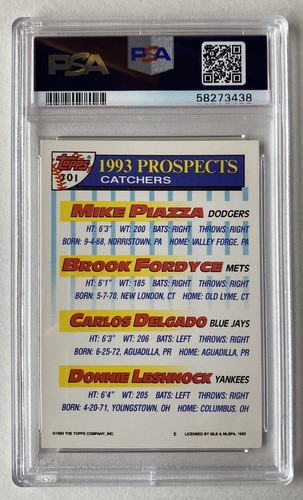 PSA
PSA
58273438
TOPPS
701
1993 PROSPECTS
CATCHERS
MIKE PIAZZA DODGERS
HT: 6'3" WT: 200 BATS: RIGHT THROWS: RIGHT
BORN: 9-4-68, NORRISTOWN, PA HOME: VALLEY FORGE, PA
BROOK FORDYCE METS
HT: 6'1" WT: 185 BATS: RIGHT THROWS: RIGHT
BORN: 5-7-70, NEW LONDON, CT HOME: OLD LYME, CT
CARLOS DELGADO BLUE JAYS
HT: 6'3" WT: 206 BATS: LEFT THROWS: RIGHT
BORN: 6-25-72, AGUADILLA, PR HOME: AGUADILLA, PR
DONNIE LESHNOCK YANKEES
HT: 6'4" WT: 205 BATS: LEFT THROWS: RIGHT
BORN: 4-20-71, YOUNGSTOWN, OH HOME: COLUMBUS, OH
©1993 THE TOPPS COMPANY, INC. E LICENSED BY MLB & MLBPA, 1993